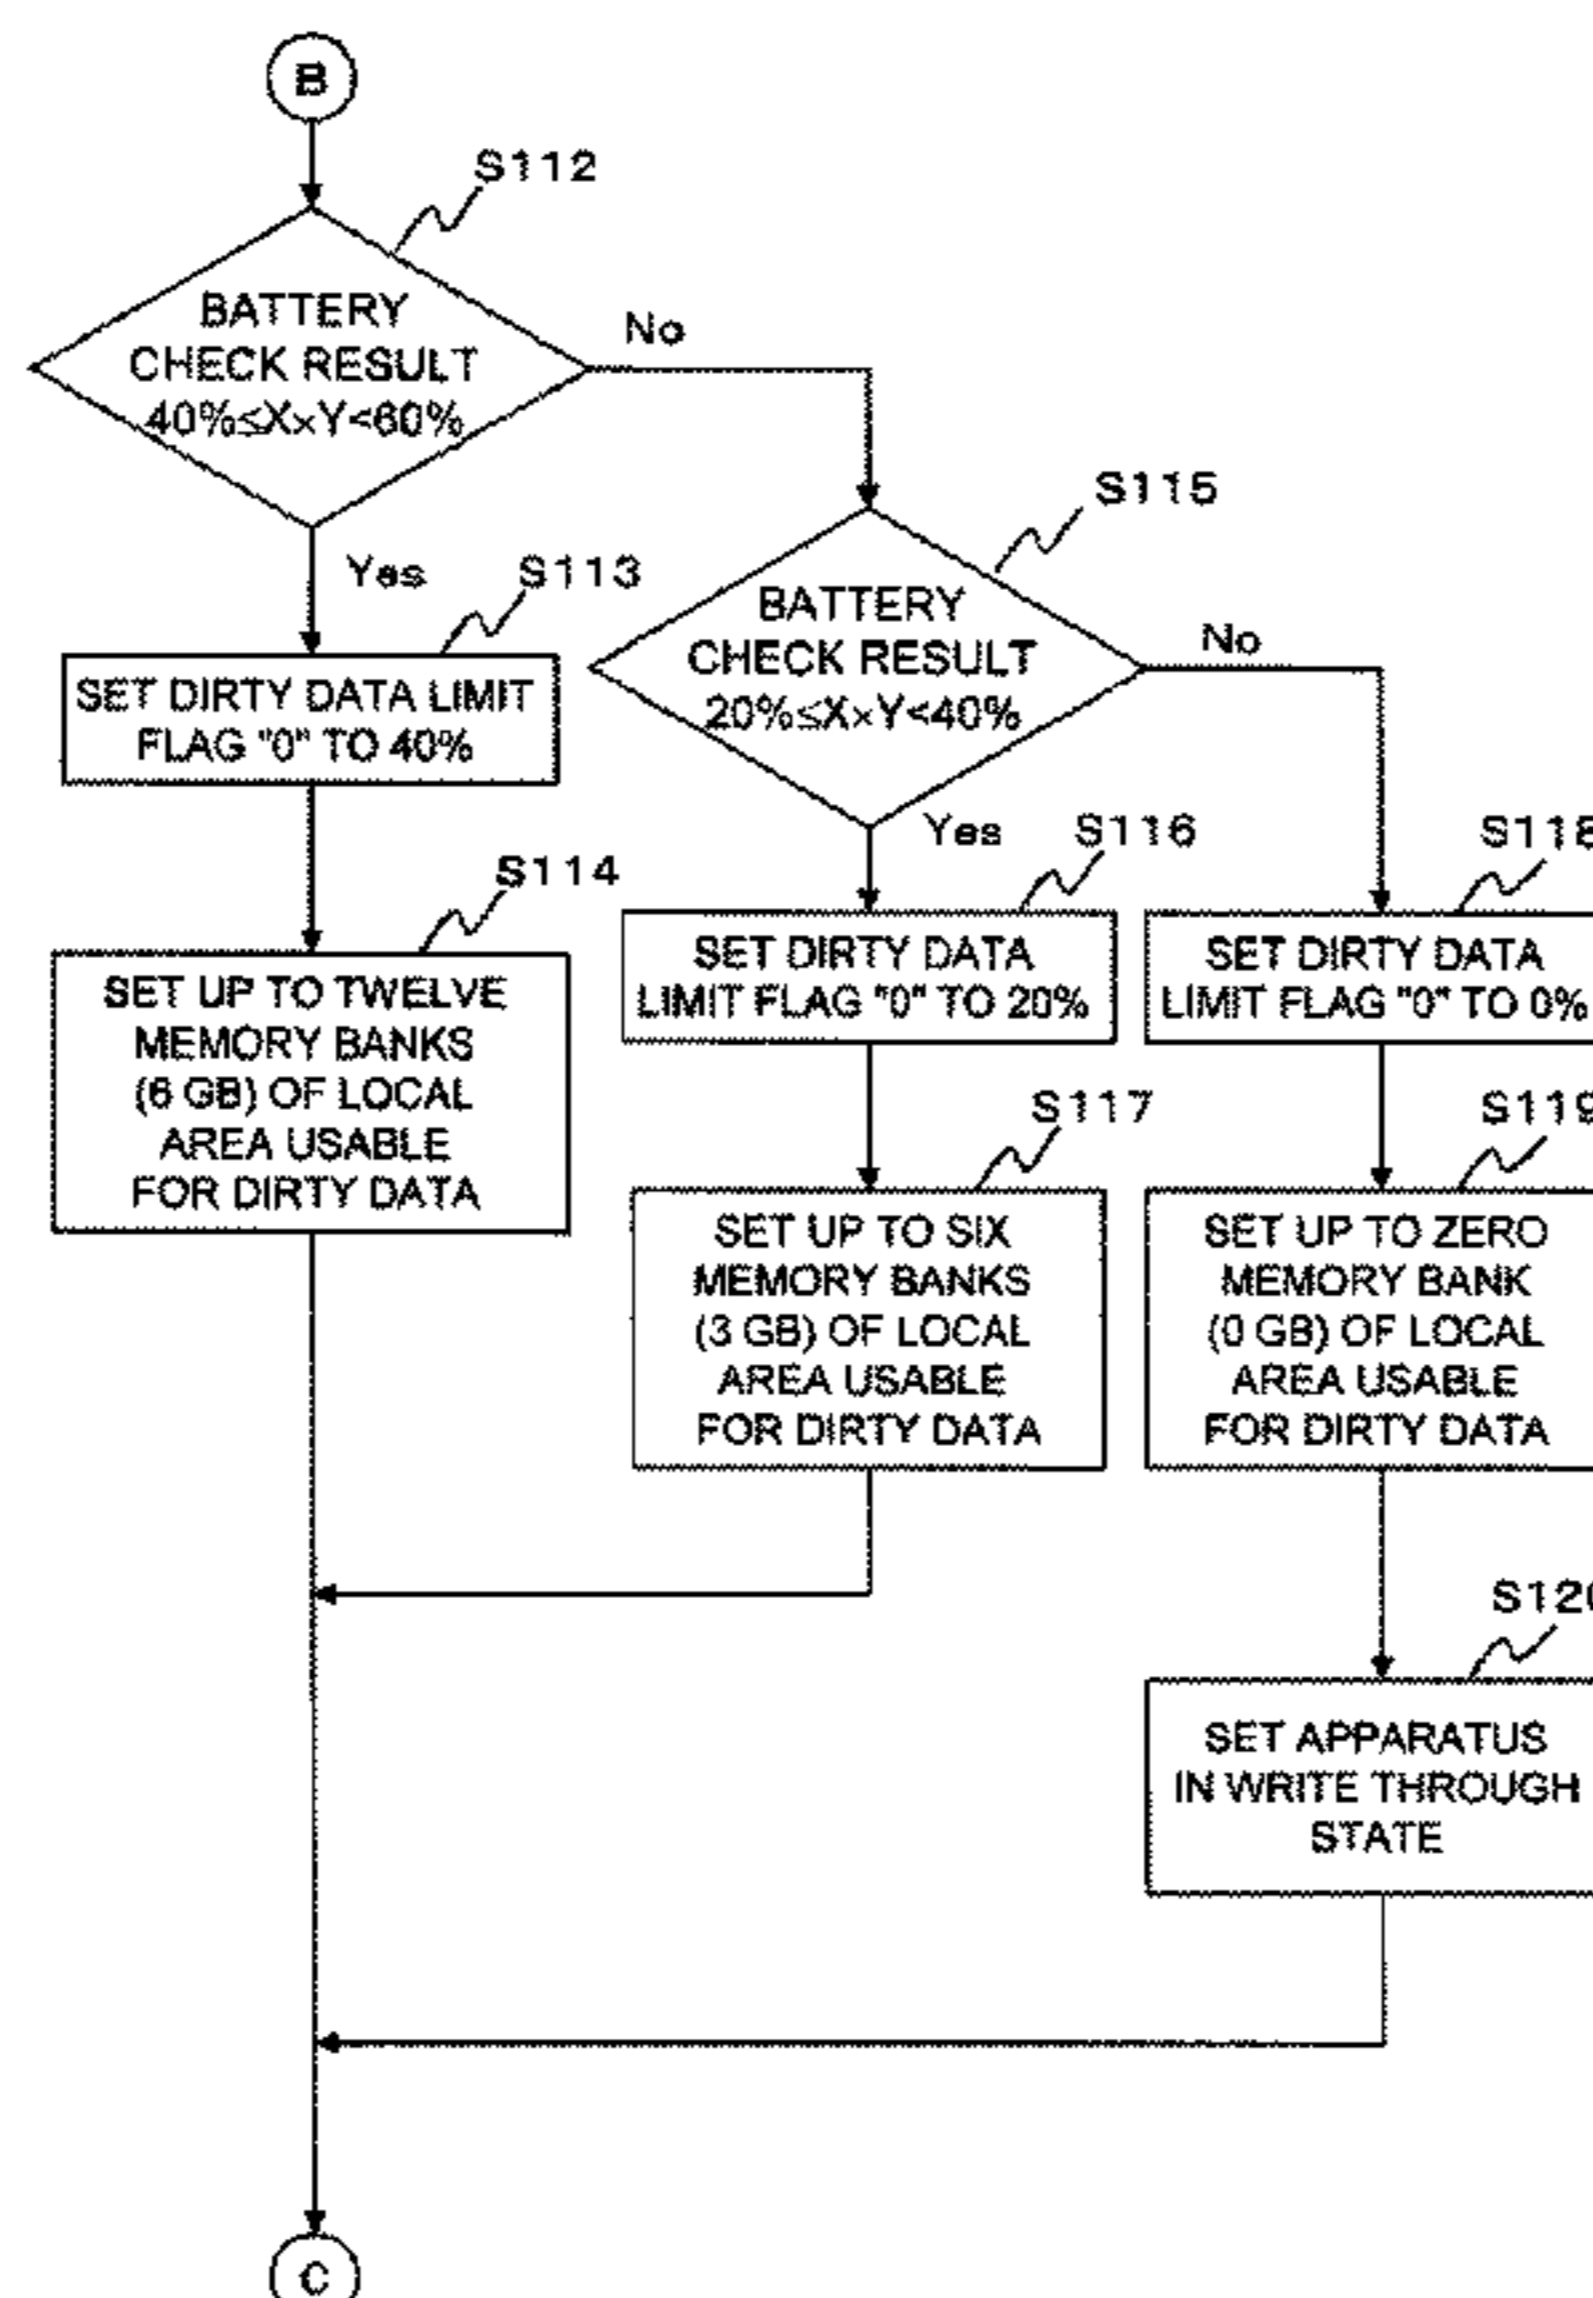 B
S112
BATTERY
CHECK RESULT
40%≤X×Y<60%
No
Yes
S113
SET DIRTY DATA LIMIT
FLAG "0" TO 40%
S114
SET UP TO TWELVE
MEMORY BANKS
(6 GB) OF LOCAL
AREA USABLE
FOR DIRTY DATA
S115
BATTERY
CHECK RESULT
20%≤X×Y<40%
No
Yes
S116
SET DIRTY DATA
LIMIT FLAG "0" TO 20%
S117
SET UP TO SIX
MEMORY BANKS
(3 GB) OF LOCAL
AREA USABLE
FOR DIRTY DATA
S118
SET DIRTY DATA
LIMIT FLAG "0" TO 0%
S119
SET UP TO ZERO
MEMORY BANK
(0 GB) OF LOCAL
AREA USABLE
FOR DIRTY DATA
S120
SET APPARATUS
IN WRITE THROUGH
STATE
C